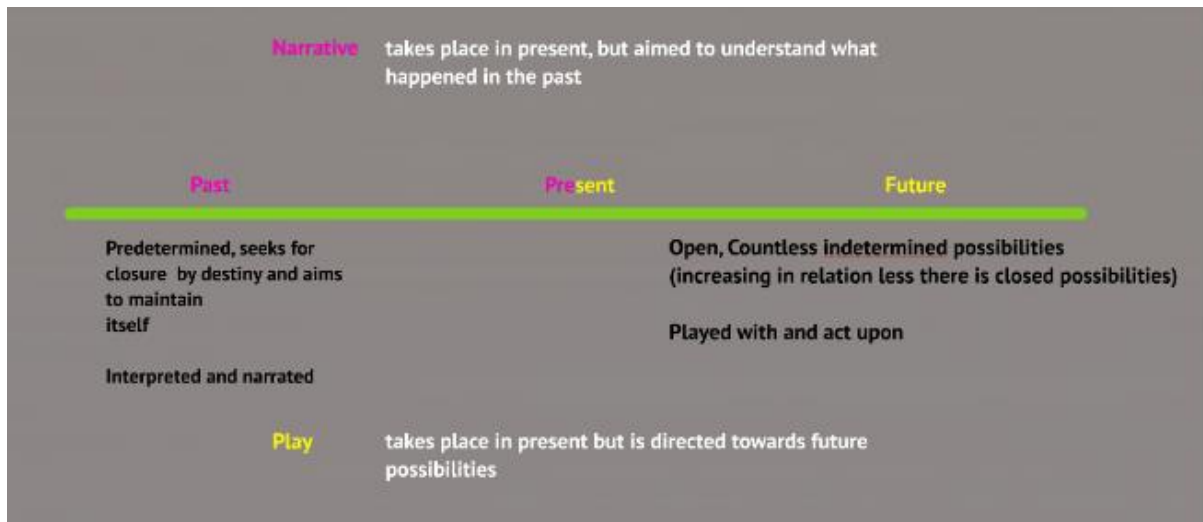 Narrative takes place in present, but aimed to understand what
happened in the past
Past Present Future
Predetermined, seeks for
closure by destiny and aims
to maintain
itself
Interpreted and narrated
Open, Countless indetermined possibilities
(increasing in relation less there is closed possibilities)
Played with and act upon
Play takes place in present but is directed towards future
possibilities